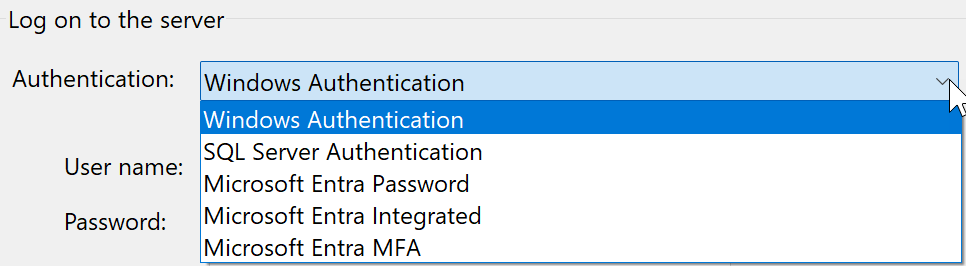 Log on to the server
Authentication: Windows Authentication
Windows Authentication
SQL Server Authentication
User name:
Microsoft Entra Password
Microsoft Entra Integrated
Password:
Microsoft Entra MFA